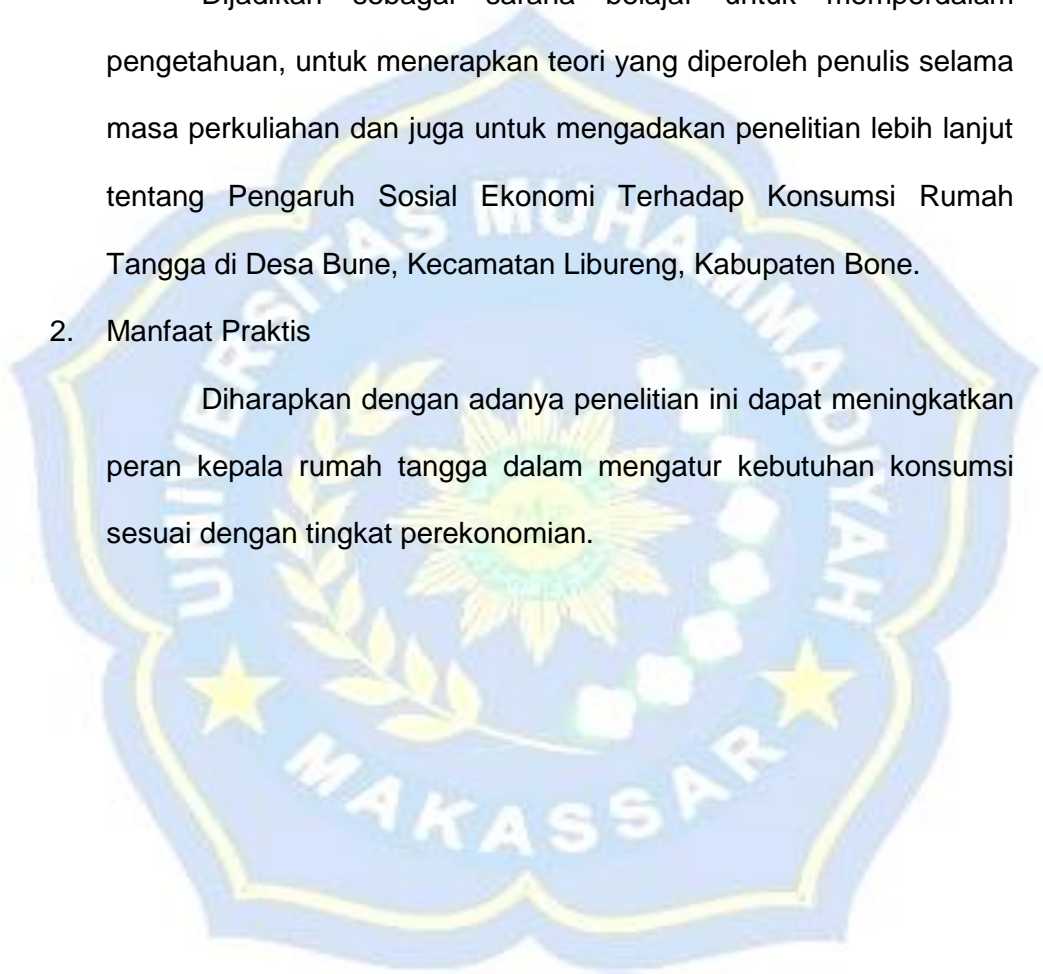 Dijadikan sebagai sarana belajar untuk memperdalam
pengetahuan, untuk menerapkan teori yang diperoleh penulis selama
masa perkuliahan dan juga untuk mengadakan penelitian lebih lanjut
tentang Pengaruh Sosial Ekonomi Terhadap Konsumsi Rumah
Tangga di Desa Bune, Kecamatan Libureng, Kabupaten Bone.
2. Manfaat Praktis
Diharapkan dengan adanya penelitian ini dapat meningkatkan
peran kepala rumah tangga dalam mengatur kebutuhan konsumsi
sesuai dengan tingkat perekonomian.
UNIVERSITAS MUHAMMADIYAH
MAKASSAR